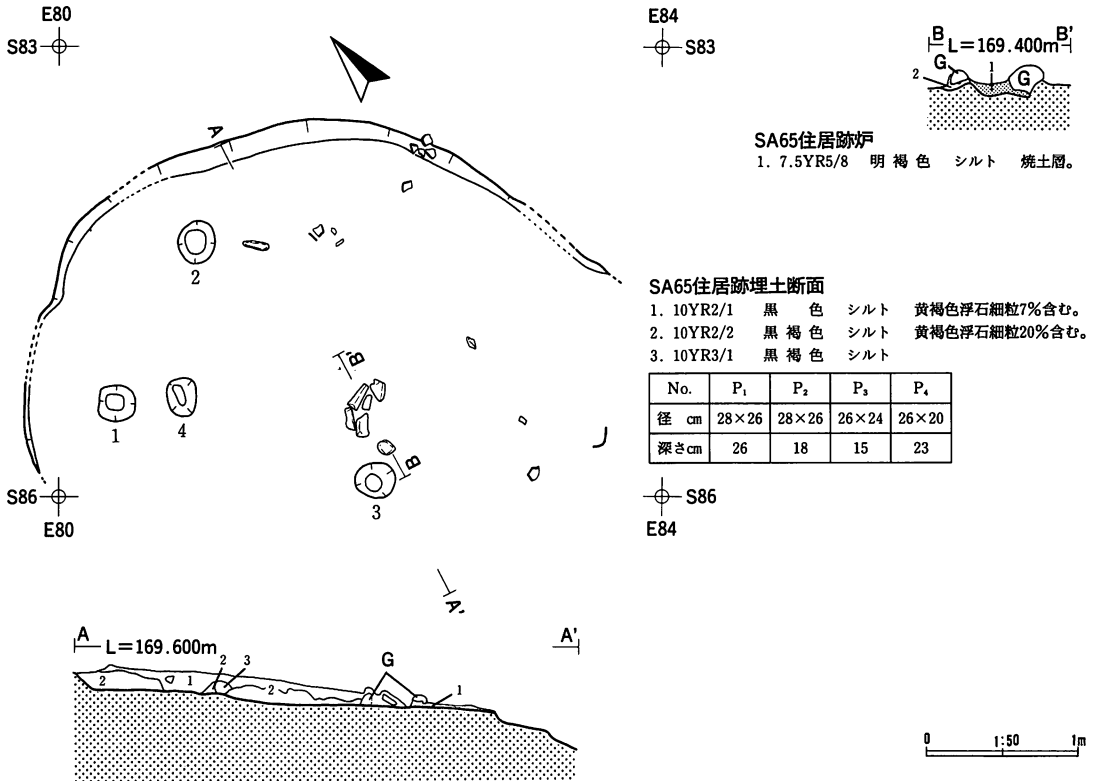 E80
S83
E84
S83
B L=169.400m B'
G
1
2
G
A
SA65住居跡炉
1. 7.5YR5/8 明褐色 シルト 焼土層。
2
SA65住居跡埋土断面
1. 10YR2/1 黒色 シルト 黄褐色浮石細粒7%含む。
2. 10YR2/2 黒褐色 シルト 黄褐色浮石細粒20%含む。
3. 10YR3/1 黒褐色 シルト
No. P₁ P₂ P₃ P₄
径 cm 28×26 28×26 26×24 26×20
深さcm 26 18 15 23
B'
1
4
B
3
S86
E80
S86
E84
A'
A L=169.600m A'
G
2 3
2 1 2 1
0 1:50 1m